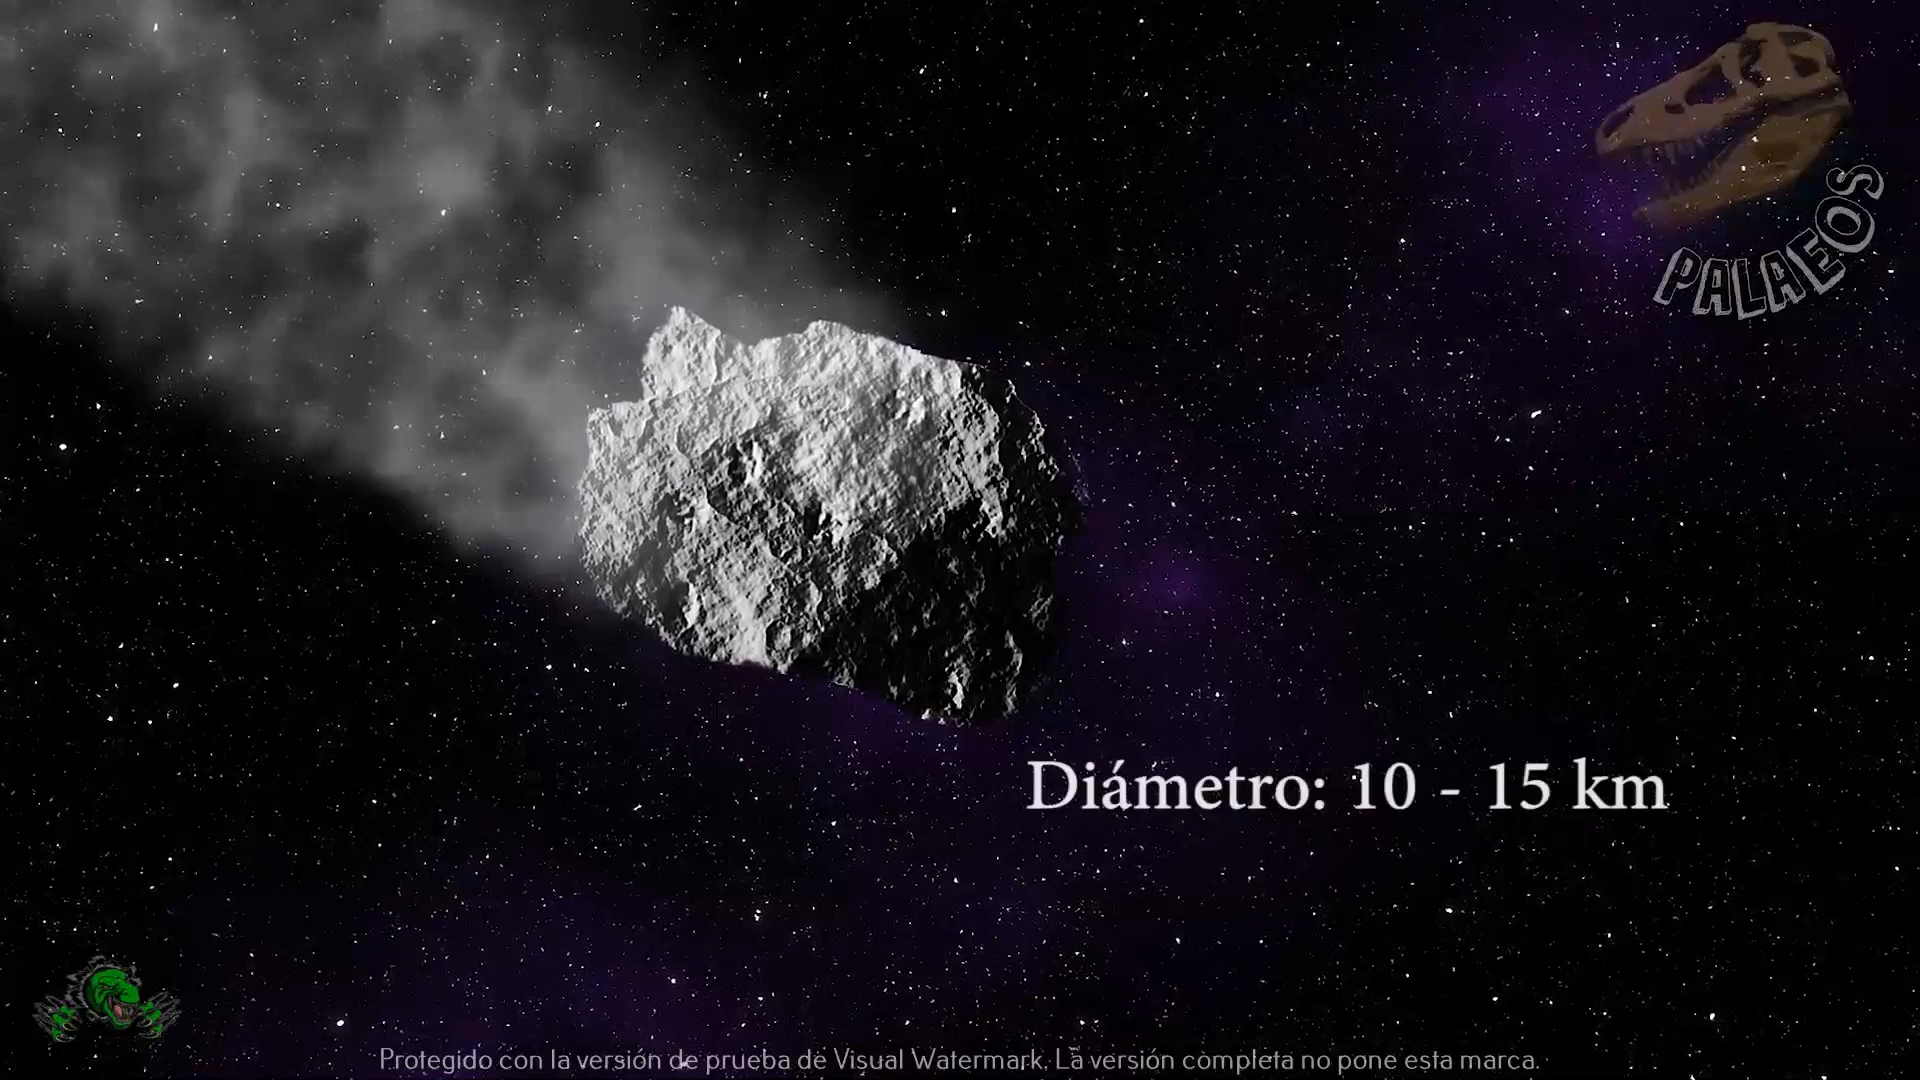 PALAEOS
Diámetro: 10 - 15 km
Protegido con la versión de prueba de Visual Watermark. La versión completa no pone esta marca.